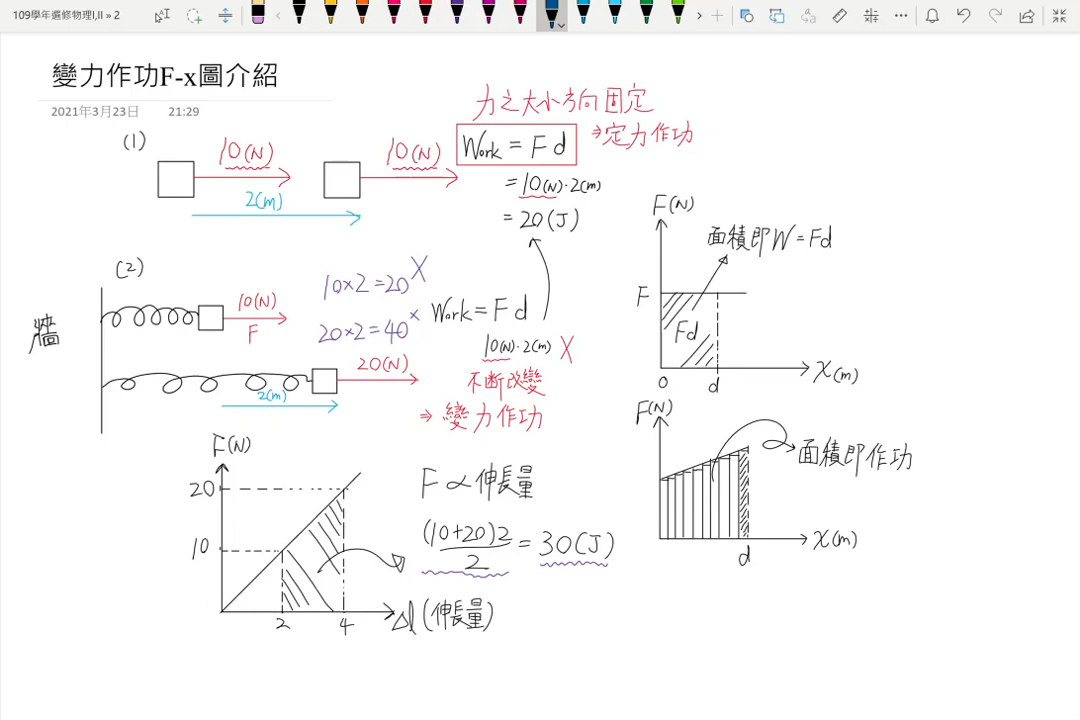 109學年選修物理I,II » 2
變力作功F-x圖介紹
2021年3月23日 21:29
力之大小方向固定
⇒定力作功
(1)
10(N)
10(N)
2(m)
Work = Fd
= 10(N)·2(m)
= 20(J)
(2)
牆
10(N)
F
10×2=20 X
20×2=40 x
20(N)
2(m)
Work = Fd
10(N)·2(m) X
不斷改變
⇒ 變力作功
F(N)
面積即W=Fd
F
Fd
0
d
x(m)
F(N)
面積即作功
d
x(m)
F(N)
20
10
2
4
Δl(伸長量)
F∝伸長量
(10+20)2
2
= 30(J)